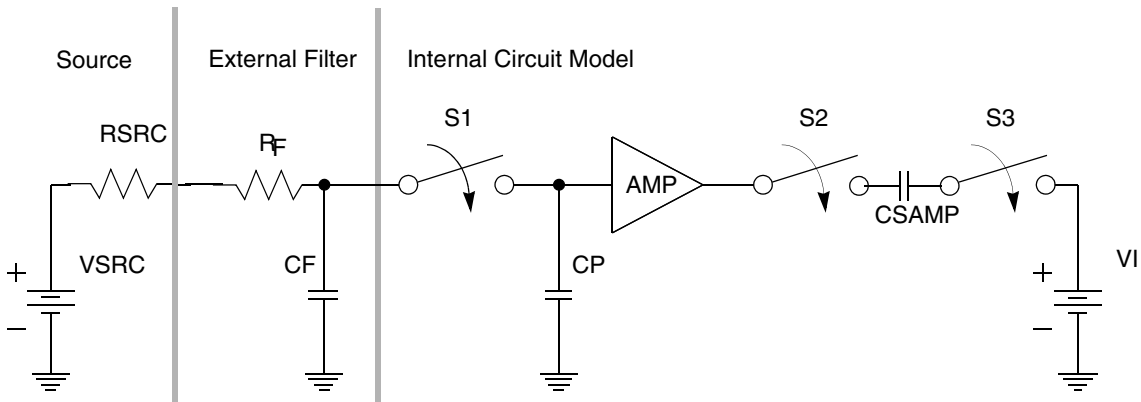 Source
External Filter
Internal Circuit Model
RSRC
RF
S1
S2
S3
AMP
CSAMP
+
VSRC
CF
CP
+
VI
−
−